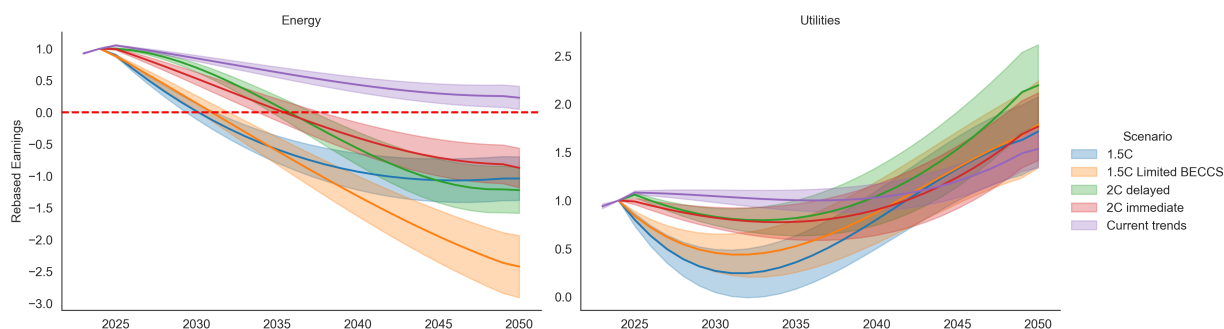 Energy
Utilities
Rebased Earnings
1.0
0.5
0.0
−0.5
−1.0
−1.5
−2.0
−2.5
−3.0
2025 2030 2035 2040 2045 2050
2.5
2.0
1.5
1.0
0.5
0.0
2025 2030 2035 2040 2045 2050
Scenario
1.5C
1.5C Limited BECCS
2C delayed
2C immediate
Current trends